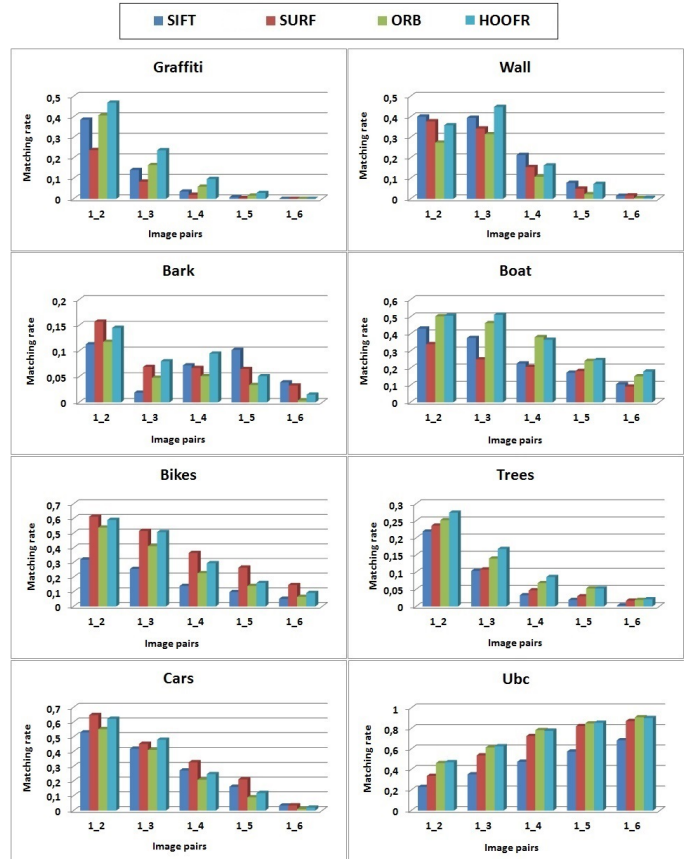 SIFT SURF ORB HOOFR
Graffiti
Matching rate
0,5
0,4
0,3
0,2
0,1
0
1_2 1_3 1_4 1_5 1_6
Image pairs
Wall
Matching rate
0,5
0,4
0,3
0,2
0,1
0
1_2 1_3 1_4 1_5 1_6
Image pairs
Bark
Matching rate
0,2
0,15
0,1
0,05
0
1_2 1_3 1_4 1_5 1_6
Image pairs
Boat
Matching rate
0,6
0,5
0,4
0,3
0,2
0,1
0
1_2 1_3 1_4 1_5 1_6
Image pairs
Bikes
Matching rate
0,7
0,6
0,5
0,4
0,3
0,2
0,1
0
1_2 1_3 1_4 1_5 1_6
Image pairs
Trees
Matching rate
0,3
0,25
0,2
0,15
0,1
0,05
0
1_2 1_3 1_4 1_5 1_6
Image pairs
Cars
Matching rate
0,7
0,6
0,5
0,4
0,3
0,2
0,1
0
1_2 1_3 1_4 1_5 1_6
Image pairs
Ubc
Matching rate
1
0,8
0,6
0,4
0,2
0
1_2 1_3 1_4 1_5 1_6
Image pairs